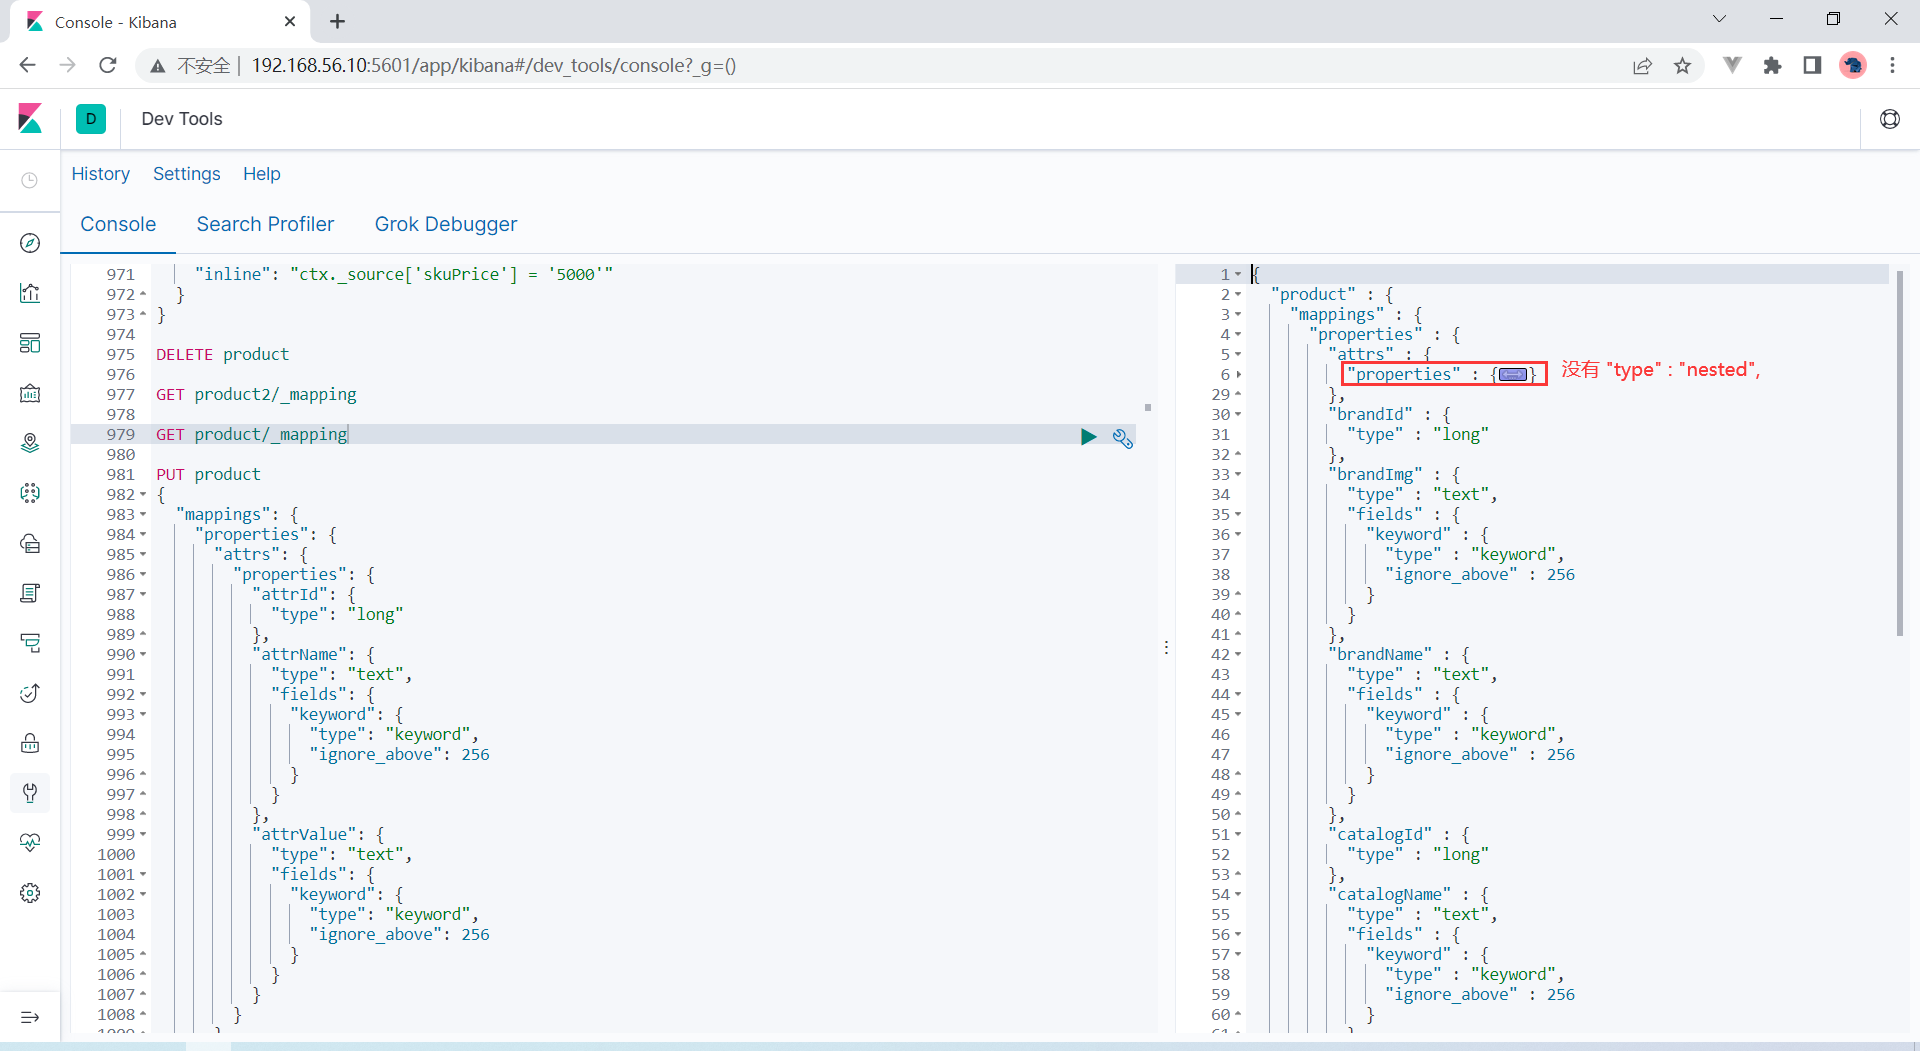 Console - Kibana
不安全
192.168.56.10:5601/app/kibana#/dev_tools/console?_g=()
D
Dev Tools
History Settings Help
Console Search Profiler Grok Debugger
971 "inline": "ctx._source['skuPrice'] = '5000'"
972 }
973 }
974
975 DELETE product
976
977 GET product2/_mapping
978
979 GET product/_mapping
980
981 PUT product
982 {
983 "mappings": {
984 "properties": {
985 "attrs": {
986 "properties": {
987 "attrId": {
988 "type": "long"
989 },
990 "attrName": {
991 "type": "text",
992 "fields": {
993 "keyword": {
994 "type": "keyword",
995 "ignore_above": 256
996 }
997 }
998 },
999 "attrValue": {
1000 "type": "text",
1001 "fields": {
1002 "keyword": {
1003 "type": "keyword",
1004 "ignore_above": 256
1005 }
1006 }
1007 }
1008 }
1 {
2 "product" : {
3 "mappings" : {
4 "properties" : {
5 "attrs" : {
6 "properties" : {} 没有 "type" : "nested",
29 },
30 "brandId" : {
31 "type" : "long"
32 },
33 "brandImg" : {
34 "type" : "text",
35 "fields" : {
36 "keyword" : {
37 "type" : "keyword",
38 "ignore_above" : 256
39 }
40 }
41 },
42 "brandName" : {
43 "type" : "text",
44 "fields" : {
45 "keyword" : {
46 "type" : "keyword",
47 "ignore_above" : 256
48 }
49 }
50 },
51 "catalogId" : {
52 "type" : "long"
53 },
54 "catalogName" : {
55 "type" : "text",
56 "fields" : {
57 "keyword" : {
58 "type" : "keyword",
59 "ignore_above" : 256
60 }